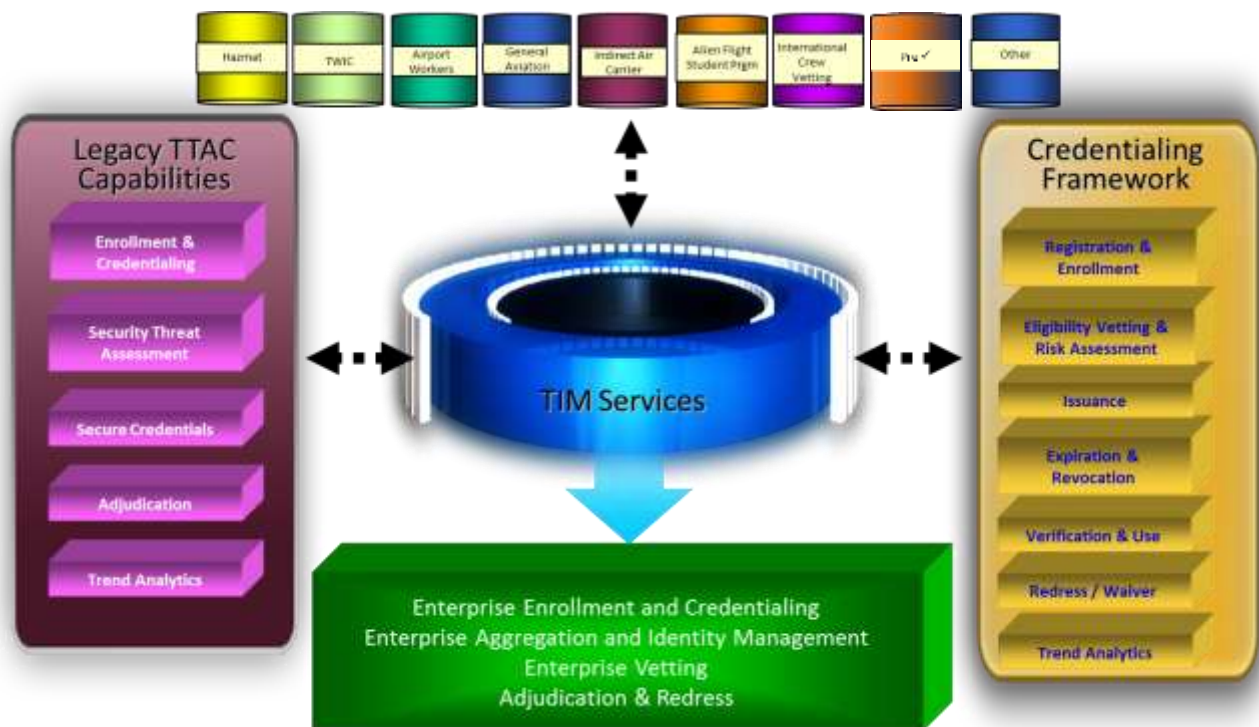 Hazmat
TWIC
Airport
Workers
General
Aviation
Indirect Air
Carrier
Alien Flight
Student Prgm
International
Crew
Vetting
Pre ✓
Other
Legacy TTAC
Capabilities
Enrollment &
Credentialing
Security Threat
Assessment
Secure Credentials
Adjudication
Trend Analytics
TIM Services
Credentialing
Framework
Registration &
Enrollment
Eligibility Vetting &
Risk Assessment
Issuance
Expiration &
Revocation
Verification & Use
Redress / Waiver
Trend Analytics
Enterprise Enrollment and Credentialing
Enterprise Aggregation and Identity Management
Enterprise Vetting
Adjudication & Redress